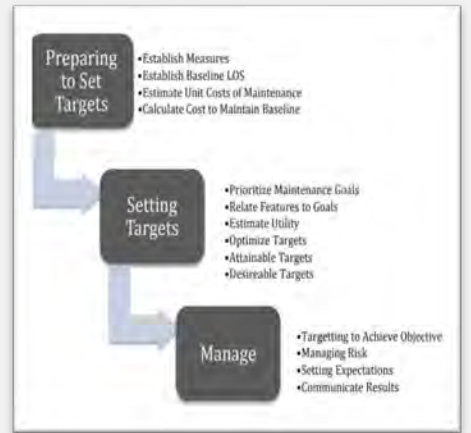 Preparing
to Set
Targets
•Establish Measures
•Establish Baseline LOS
•Estimate Unit Costs of Maintenance
•Calculate Cost to Maintain Baseline
Setting
Targets
•Prioritize Maintenance Goals
•Relate Features to Goals
•Estimate Utility
•Optimize Targets
•Attainable Targets
•Desireable Targets
Manage
•Targetting to Achieve Objective
•Managing Risk
•Setting Expectations
•Communicate Results